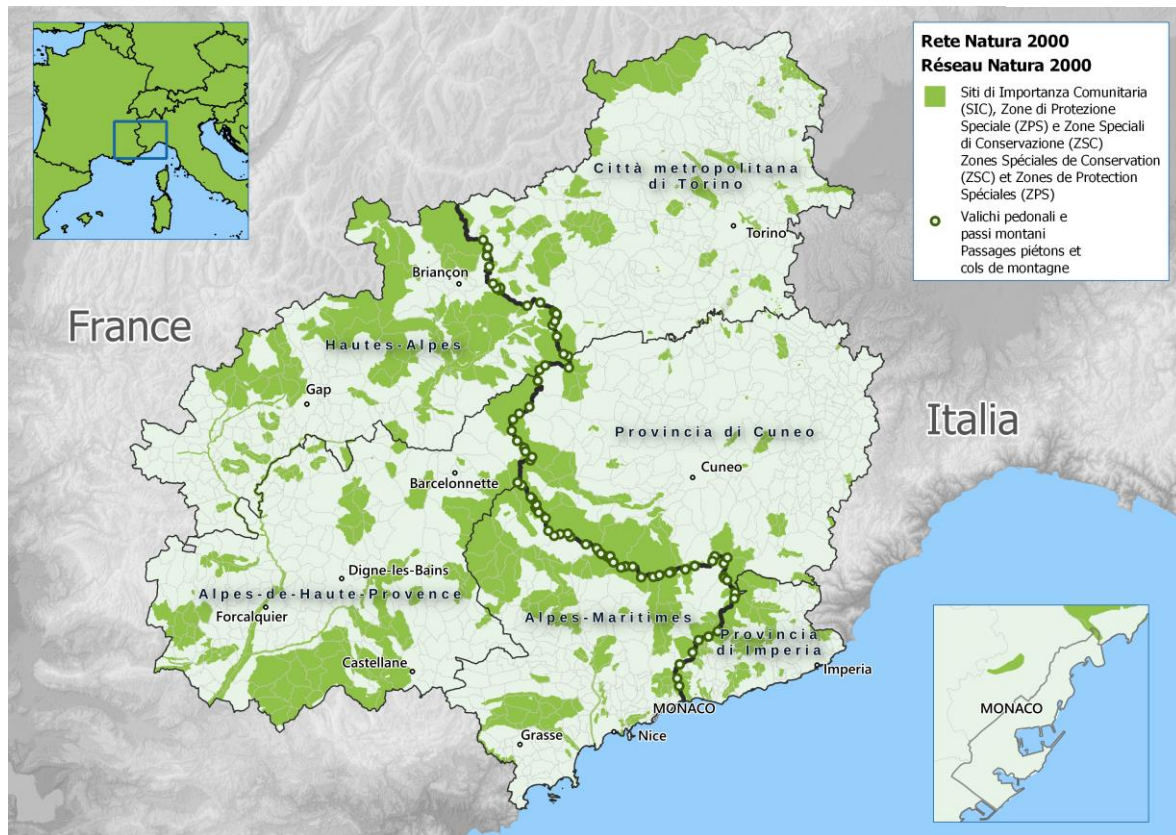 Rete Natura 2000
Réseau Natura 2000
Siti di Importanza Comunitaria
(SIC), Zone di Protezione
Speciale (ZPS) e Zone Speciali
di Conservazione (ZSC)
Zones Spéciales de Conservation
(ZSC) et Zones de Protection
Spéciales (ZPS)
Valichi pedonali e
passi montani
Passages piétons et
cols de montagne
Città metropolitana
di Torino
Torino
Briançon
France
Hautes-Alpes
Gap
Italia
Provincia di Cuneo
Cuneo
Barcelonnette
Digne-les-Bains
Alpes-de-Haute-Provence
Forcalquier
Alpes-Maritimes
Provincia
di Imperia
Imperia
Castellane
MONACO
Nice
Grasse
MONACO